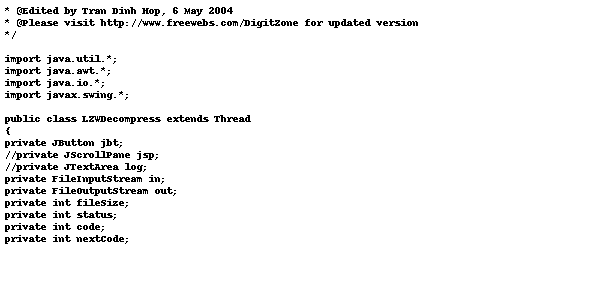 * @Edited by Tran Dinh Hop, 6 May 2004
* @Please visit http://www.freewebs.com/DigitZone for updated version
*/
import java.util.*;
import java.awt.*;
import java.io.*;
import javax.swing.*;
public class LZWDecompress extends Thread
{
private JButton jbt;
//private JScrollPane jsp;
//private JTextArea log;
private FileInputStream in;
private FileOutputStream out;
private int fileSize;
private int status;
private int code;
private int nextCode;